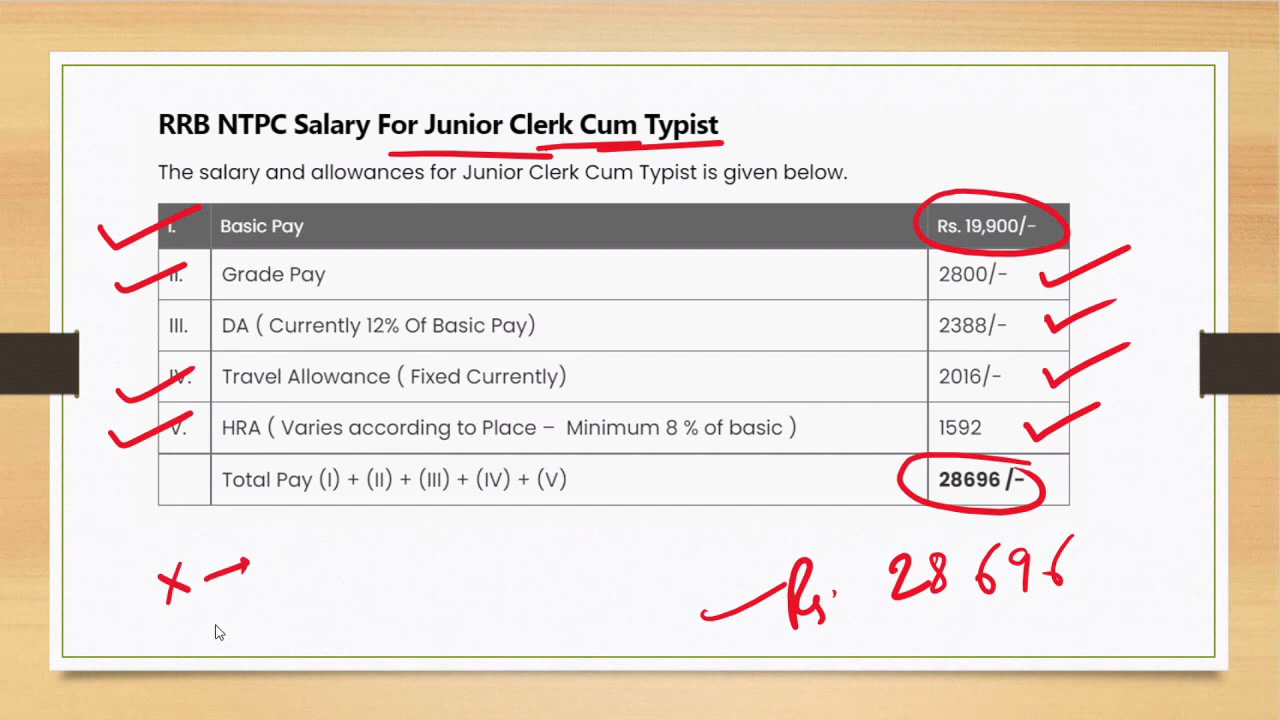 RRB NTPC Salary For Junior Clerk Cum Typist
The salary and allowances for Junior Clerk Cum Typist is given below.
I. Basic Pay Rs. 19,900/-
II. Grade Pay 2800/-
III. DA ( Currently 12% Of Basic Pay) 2388/-
IV. Travel Allowance ( Fixed Currently) 2016/-
V. HRA ( Varies according to Place – Minimum 8 % of basic ) 1592
Total Pay (I) + (II) + (III) + (IV) + (V) 28696 /-
X → Rs. 28696